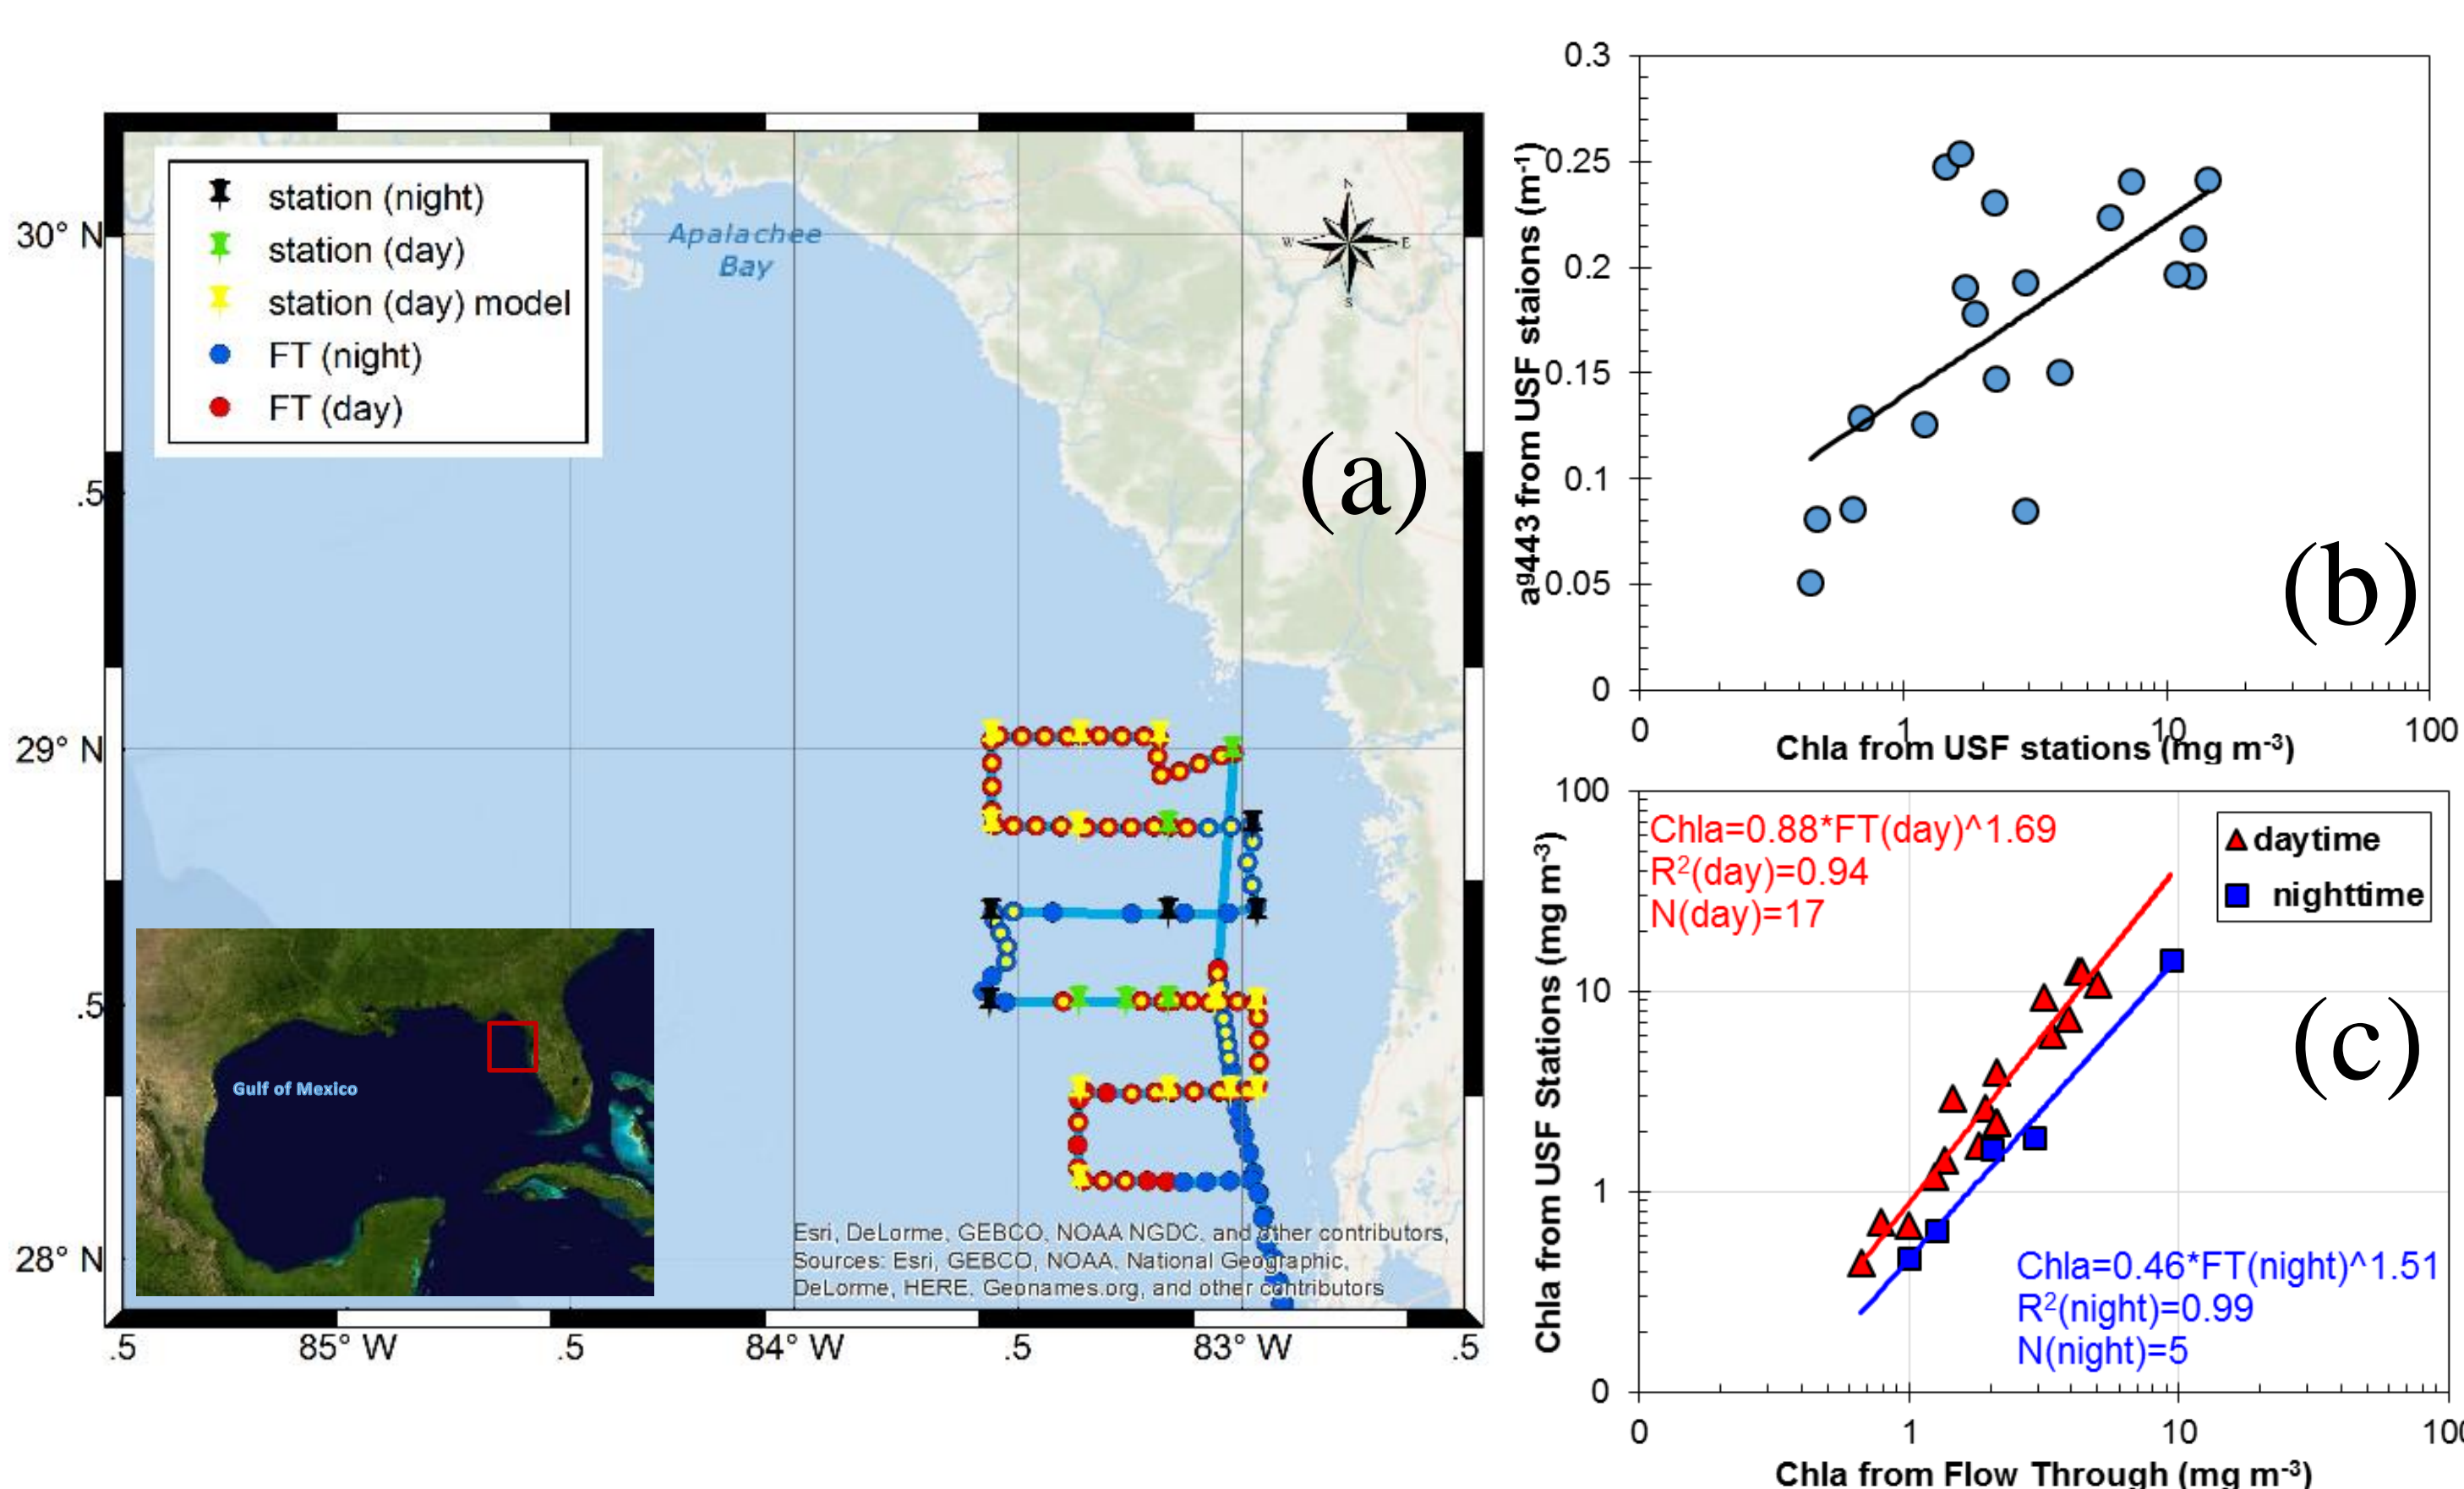 station (night)
station (day)
station (day) model
FT (night)
FT (day)
Apalachee
Bay
N
W
E
S
(a)
30° N
.5
29° N
.5
28° N
.5
85° W
.5
84° W
.5
83° W
.5
Gulf of Mexico
Esri, DeLorme, GEBCO, NOAA NGDC, and other contributors,
Sources: Esri, GEBCO, NOAA, National Geographic,
DeLorme, HERE, Geonames.org, and other contributors
0.3
0.25
0.2
0.15
0.1
0.05
0
a^g443 from USF staions (m⁻¹)
(b)
0
1
10
100
Chla from USF stations (mg m⁻³)
100
10
1
0
Chla from USF Stations (mg m⁻³)
Chla=0.88*FT(day)^1.69
R²(day)=0.94
N(day)=17
daytime
nighttime
(c)
Chla=0.46*FT(night)^1.51
R²(night)=0.99
N(night)=5
0
1
10
100
Chla from Flow Through (mg m⁻³)